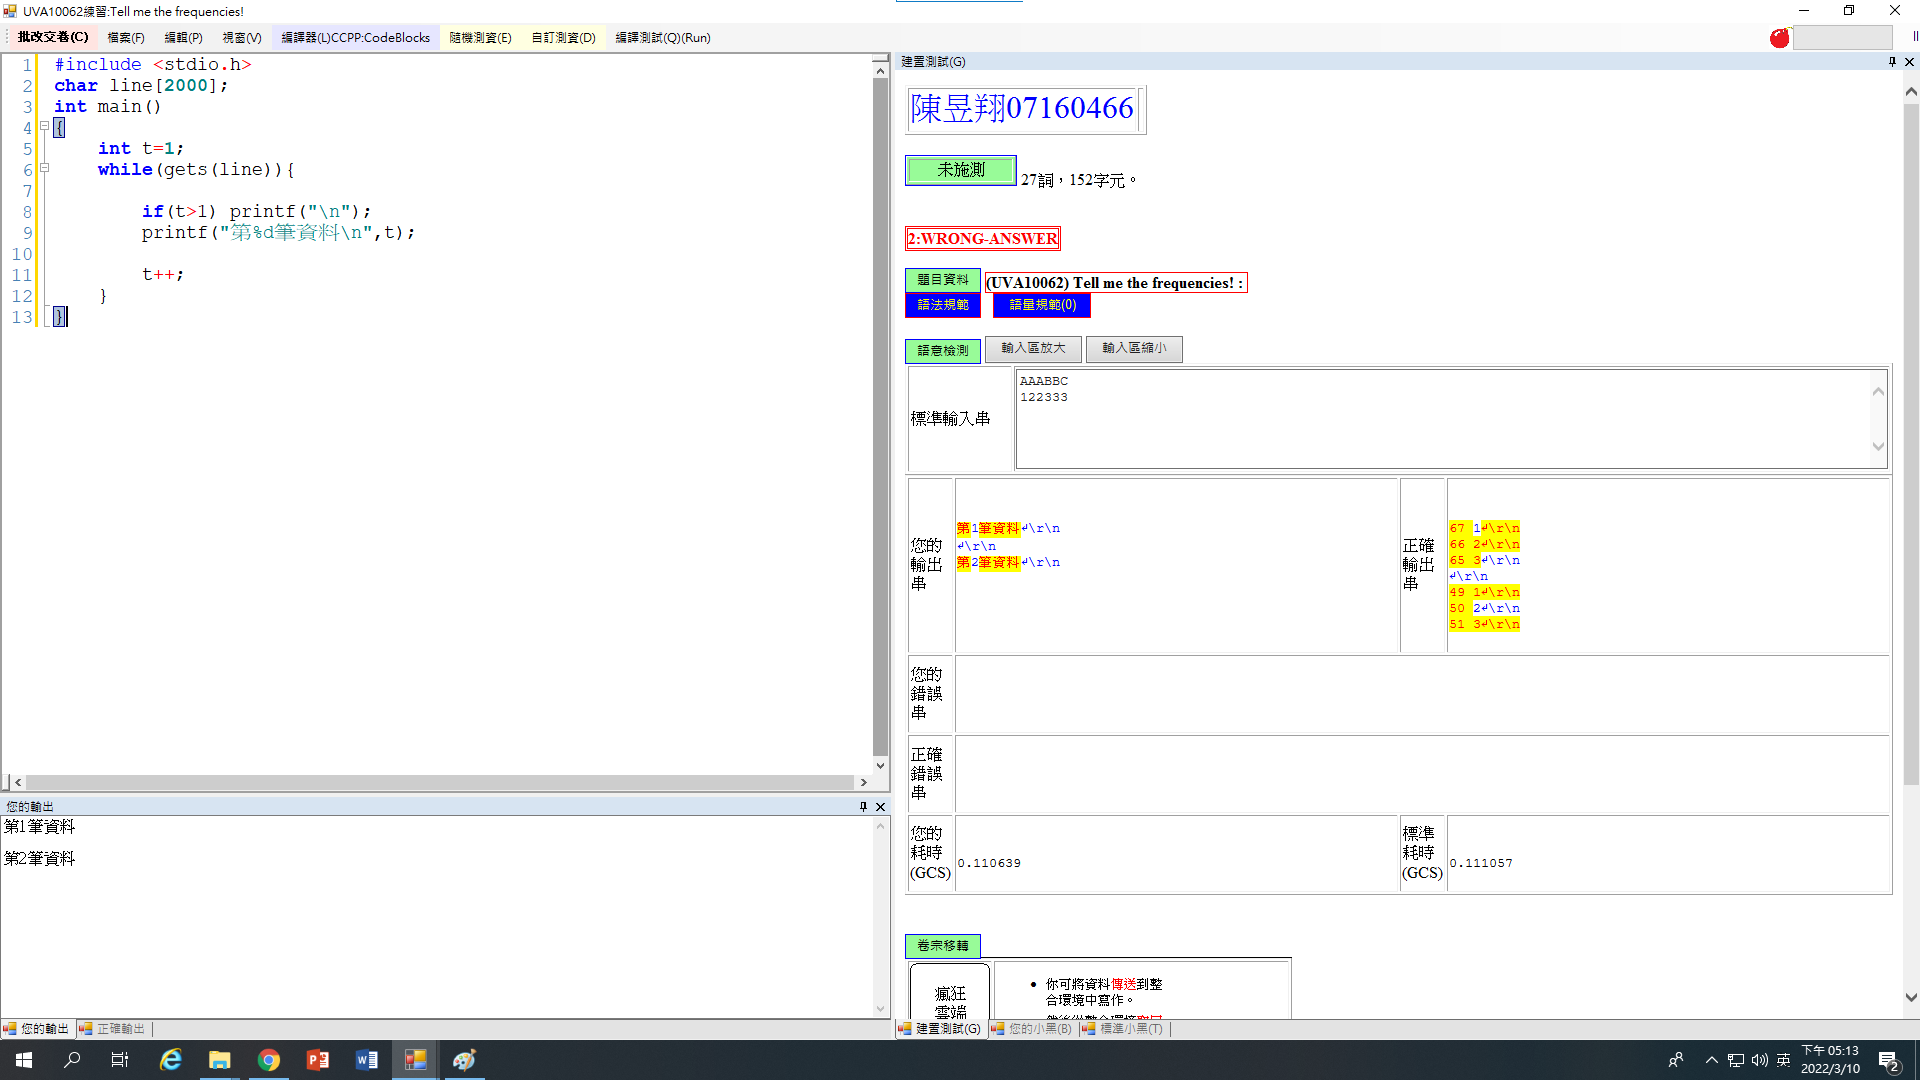 UVA10062練習:Tell me the frequencies!
批改交卷(C) 檔案(F) 編輯(P) 視窗(V) 編譯器(L)CCPP:CodeBlocks 隨機測資(E) 自訂測資(D) 編譯測試(Q)(Run)
1 #include <stdio.h>
2 char line[2000];
3 int main()
4 {
5 int t=1;
6 while(gets(line)){
7
8 if(t>1) printf("\n");
9 printf("第%d筆資料\n",t);
10
11 t++;
12 }
13 }
您的輸出
第1筆資料
第2筆資料
您的輸出 正確輸出
建置測試(G)
陳昱翔07160466
未施測 27詞，152字元。
2:WRONG-ANSWER
題目資料 (UVA10062) Tell me the frequencies! :
語法規範 語量規範(0)
語意檢測 輸入區放大 輸入區縮小
標準輸入串
AAABBC
122333
您的輸出串
第1筆資料↲\r\n
↲\r\n
第2筆資料↲\r\n
正確輸出串
67 1↲\r\n
66 2↲\r\n
65 3↲\r\n
↲\r\n
49 1↲\r\n
50 2↲\r\n
51 3↲\r\n
您的錯誤串
正確錯誤串
您的耗時(GCS) 0.110639
標準耗時(GCS) 0.111057
卷宗移轉
瘋狂
雲端
• 你可將資料傳送到整
合環境中寫作。
建置測試(G) 您的小黑(B) 標準小黑(T)
英
下午 05:13
2022/3/10
2